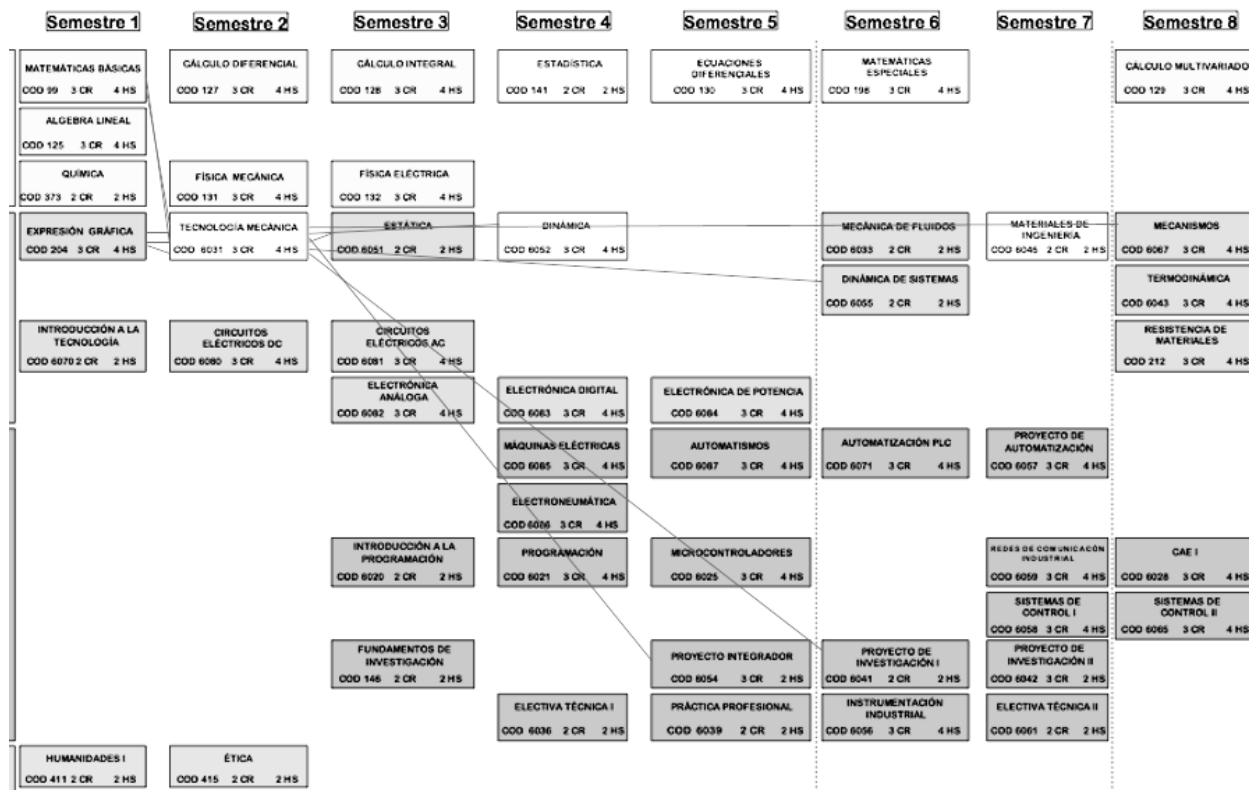 Semestre 1
Semestre 2
Semestre 3
Semestre 4
Semestre 5
Semestre 6
Semestre 7
Semestre 8
MATEMÁTICAS BÁSICAS
COD 99 3 CR 4 HS
CÁLCULO DIFERENCIAL
COD 127 3 CR 4 HS
CÁLCULO INTEGRAL
COD 128 3 CR 4 HS
ESTADÍSTICA
COD 141 2 CR 2 HS
ECUACIONES
DIFERENCIALES
COD 130 3 CR 4 HS
MATEMÁTICAS
ESPECIALES
COD 198 3 CR 4 HS
CÁLCULO MULTIVARIADO
COD 129 3 CR 4 HS
ALGEBRA LINEAL
COD 125 3 CR 4 HS
QUÍMICA
COD 373 2 CR 2 HS
FÍSICA MECÁNICA
COD 131 3 CR 4 HS
FÍSICA ELÉCTRICA
COD 132 3 CR 4 HS
EXPRESIÓN GRÁFICA
COD 204 3 CR 4 HS
TECNOLOGÍA MECÁNICA
COD 6031 3 CR 4 HS
ESTÁTICA
COD 6051 2 CR 2 HS
DINÁMICA
COD 6052 3 CR 4 HS
MECÁNICA DE FLUIDOS
COD 6033 2 CR 2 HS
MATERIALES DE
INGENIERÍA
COD 6045 2 CR 2 HS
MECANISMOS
COD 6067 3 CR 4 HS
DINÁMICA DE SISTEMAS
COD 6055 2 CR 2 HS
TERMODINÁMICA
COD 6043 3 CR 4 HS
INTRODUCCIÓN A LA
TECNOLOGÍA
COD 6070 2 CR 2 HS
CIRCUITOS
ELÉCTRICOS DC
COD 6080 3 CR 4 HS
CIRCUITOS
ELÉCTRICOS AC
COD 6081 3 CR 4 HS
RESISTENCIA DE
MATERIALES
COD 212 3 CR 4 HS
ELECTRÓNICA
ANÁLOGA
COD 6082 3 CR 4 HS
ELECTRÓNICA DIGITAL
COD 6083 3 CR 4 HS
ELECTRÓNICA DE POTENCIA
COD 6084 3 CR 4 HS
MÁQUINAS ELÉCTRICAS
COD 6085 3 CR 4 HS
AUTOMATISMOS
COD 6087 3 CR 4 HS
AUTOMATIZACIÓN PLC
COD 6071 3 CR 4 HS
PROYECTO DE
AUTOMATIZACIÓN
COD 6057 3 CR 4 HS
ELECTRONEUMÁTICA
COD 6086 3 CR 4 HS
INTRODUCCIÓN A LA
PROGRAMACIÓN
COD 6020 2 CR 2 HS
PROGRAMACIÓN
COD 6021 3 CR 4 HS
MICROCONTROLADORES
COD 6025 3 CR 4 HS
REDES DE COMUNICACÓN
INDUSTRIAL
COD 6059 3 CR 4 HS
CAE I
COD 6028 3 CR 4 HS
SISTEMAS DE
CONTROL I
COD 6058 3 CR 4 HS
SISTEMAS DE
CONTROL II
COD 6065 3 CR 4 HS
FUNDAMENTOS DE
INVESTIGACIÓN
COD 146 2 CR 2 HS
PROYECTO INTEGRADOR
COD 6054 3 CR 2 HS
PROYECTO DE
INVESTIGACIÓN I
COD 6041 2 CR 2 HS
PROYECTO DE
INVESTIGACIÓN II
COD 6042 3 CR 2 HS
ELECTIVA TÉCNICA I
COD 6036 2 CR 2 HS
PRÁCTICA PROFESIONAL
COD 6039 2 CR 2 HS
INSTRUMENTACIÓN
INDUSTRIAL
COD 6056 3 CR 4 HS
ELECTIVA TÉCNICA II
COD 6061 2 CR 2 HS
HUMANIDADES I
COD 411 2 CR 2 HS
ÉTICA
COD 415 2 CR 2 HS